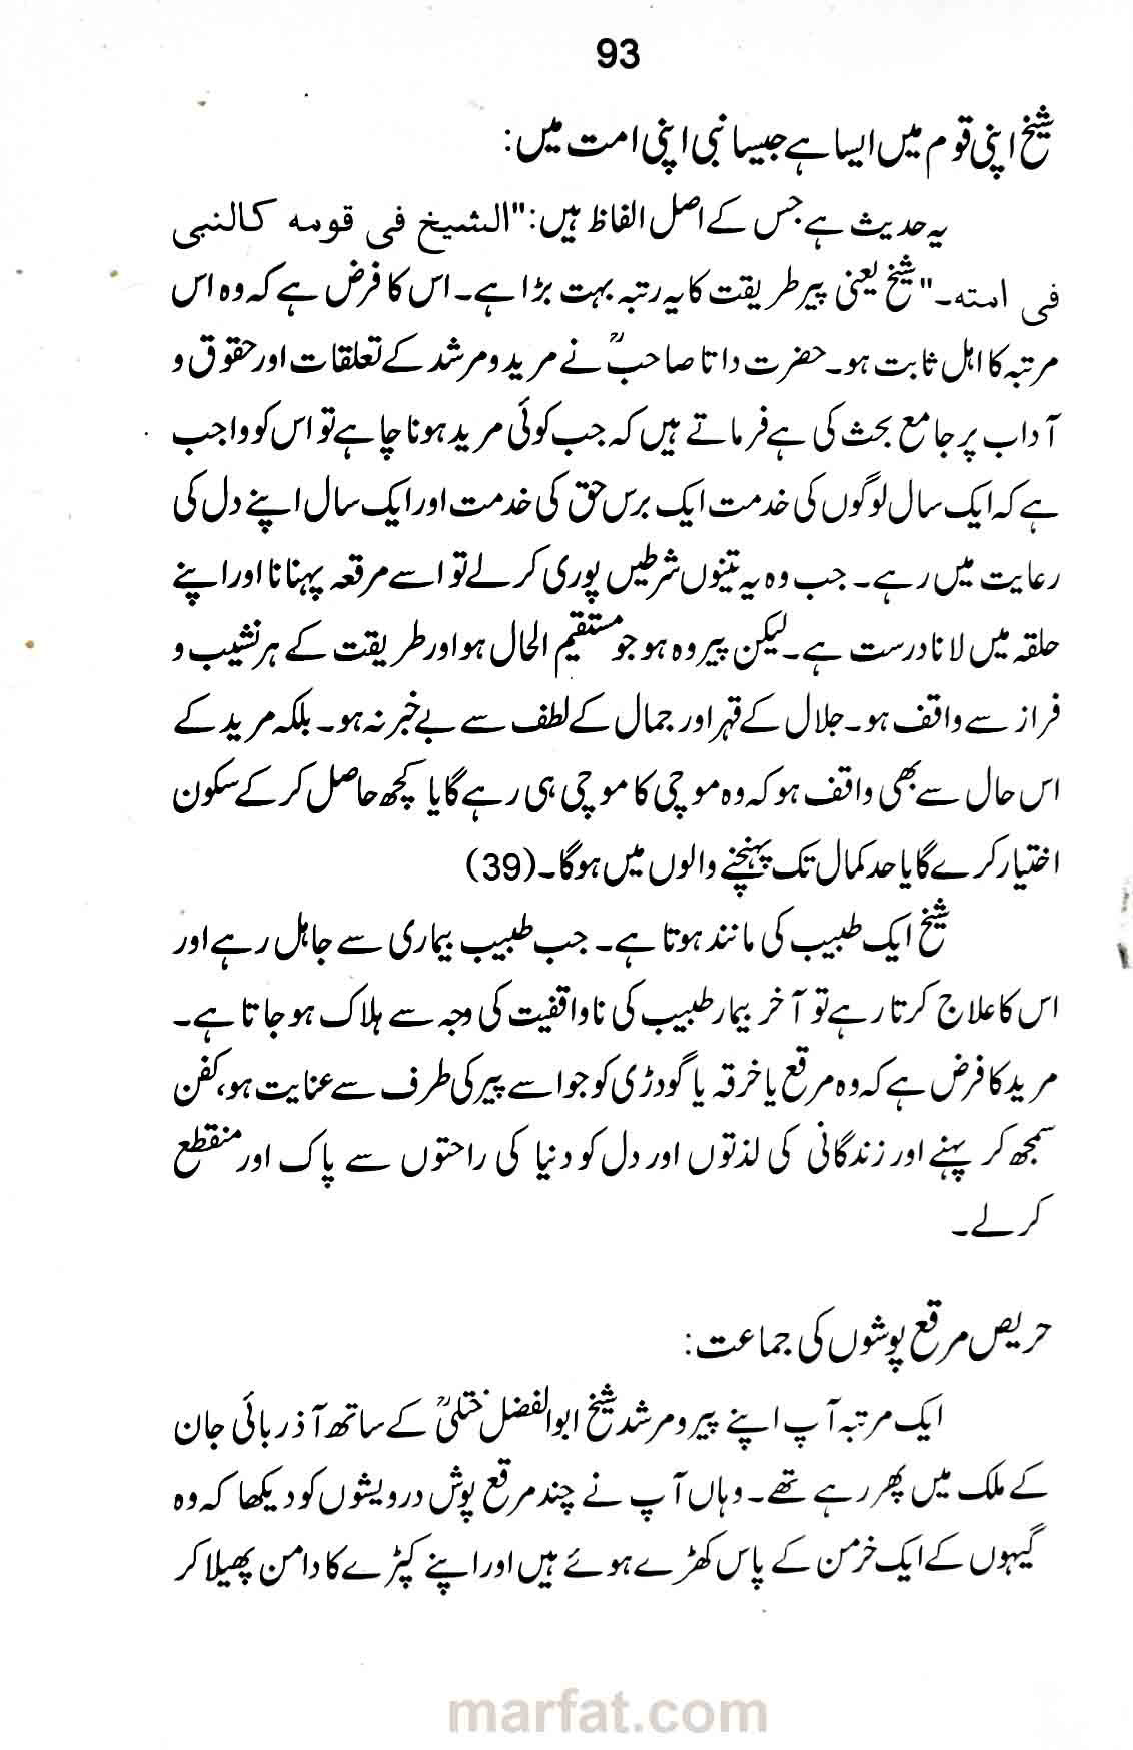 93
شیخ اپنی قوم میں ایسا ہے جیسا نبی اپنی امت میں:
یہ حدیث ہے جس کے اصل الفاظ ہیں: "الشیخ فی قومہ کالنبی
فی امتہ۔" شیخ یعنی پیر طریقت کا یہ رتبہ بہت بڑا ہے۔ اس کا فرض ہے کہ وہ اس
مرتبہ کا اہل ثابت ہو۔ حضرت داتا صاحبؒ نے مرید و مرشد کے تعلقات اور حقوق و
آداب پر جامع بحث کی ہے فرماتے ہیں کہ جب کوئی مرید ہونا چاہے تو اس کو واجب
ہے کہ ایک سال لوگوں کی خدمت ایک برس حق کی خدمت اور ایک سال اپنے دل کی
رعایت میں رہے۔ جب وہ یہ تینوں شرطیں پوری کر لے تو اسے مرقعہ پہنانا اور اپنے
حلقہ میں لانا درست ہے۔ لیکن پیر وہ ہو جو مستقیم الحال ہو اور طریقت کے ہر نشیب و
فراز سے واقف ہو۔ جلال کے قہر اور جمال کے لطف سے بے خبر نہ ہو۔ بلکہ مرید کے
اس حال سے بھی واقف ہو کہ وہ موچی کا موچی ہی رہے گا یا کچھ حاصل کر کے سکون
اختیار کرے گا یا حد کمال تک پہنچنے والوں میں ہوگا۔ (39)
شیخ ایک طبیب کی مانند ہوتا ہے۔ جب طبیب بیماری سے جاہل رہے اور
اس کا علاج کرتا رہے تو آخر بیمار طبیب کی ناواقفیت کی وجہ سے ہلاک ہو جاتا ہے۔
مرید کا فرض ہے کہ وہ مرقع یا خرقہ یا گودڑی کو جو اسے پیر کی طرف سے عنایت ہو، کفن
سمجھ کر پہنے اور زندگانی کی لذتوں اور دل کو دنیا کی راحتوں سے پاک اور منقطع
کرلے۔
حریص مرقع پوشوں کی جماعت:
ایک مرتبہ آپ اپنے پیر و مرشد شیخ ابوالفضل ختلیؒ کے ساتھ آذربائی جان
کے ملک میں پھر رہے تھے۔ وہاں آپ نے چند مرقع پوش درویشوں کو دیکھا کہ وہ
گیہوں کے ایک خرمن کے پاس کھڑے ہوئے ہیں اور اپنے کپڑے کا دامن پھیلا کر
marfat.com